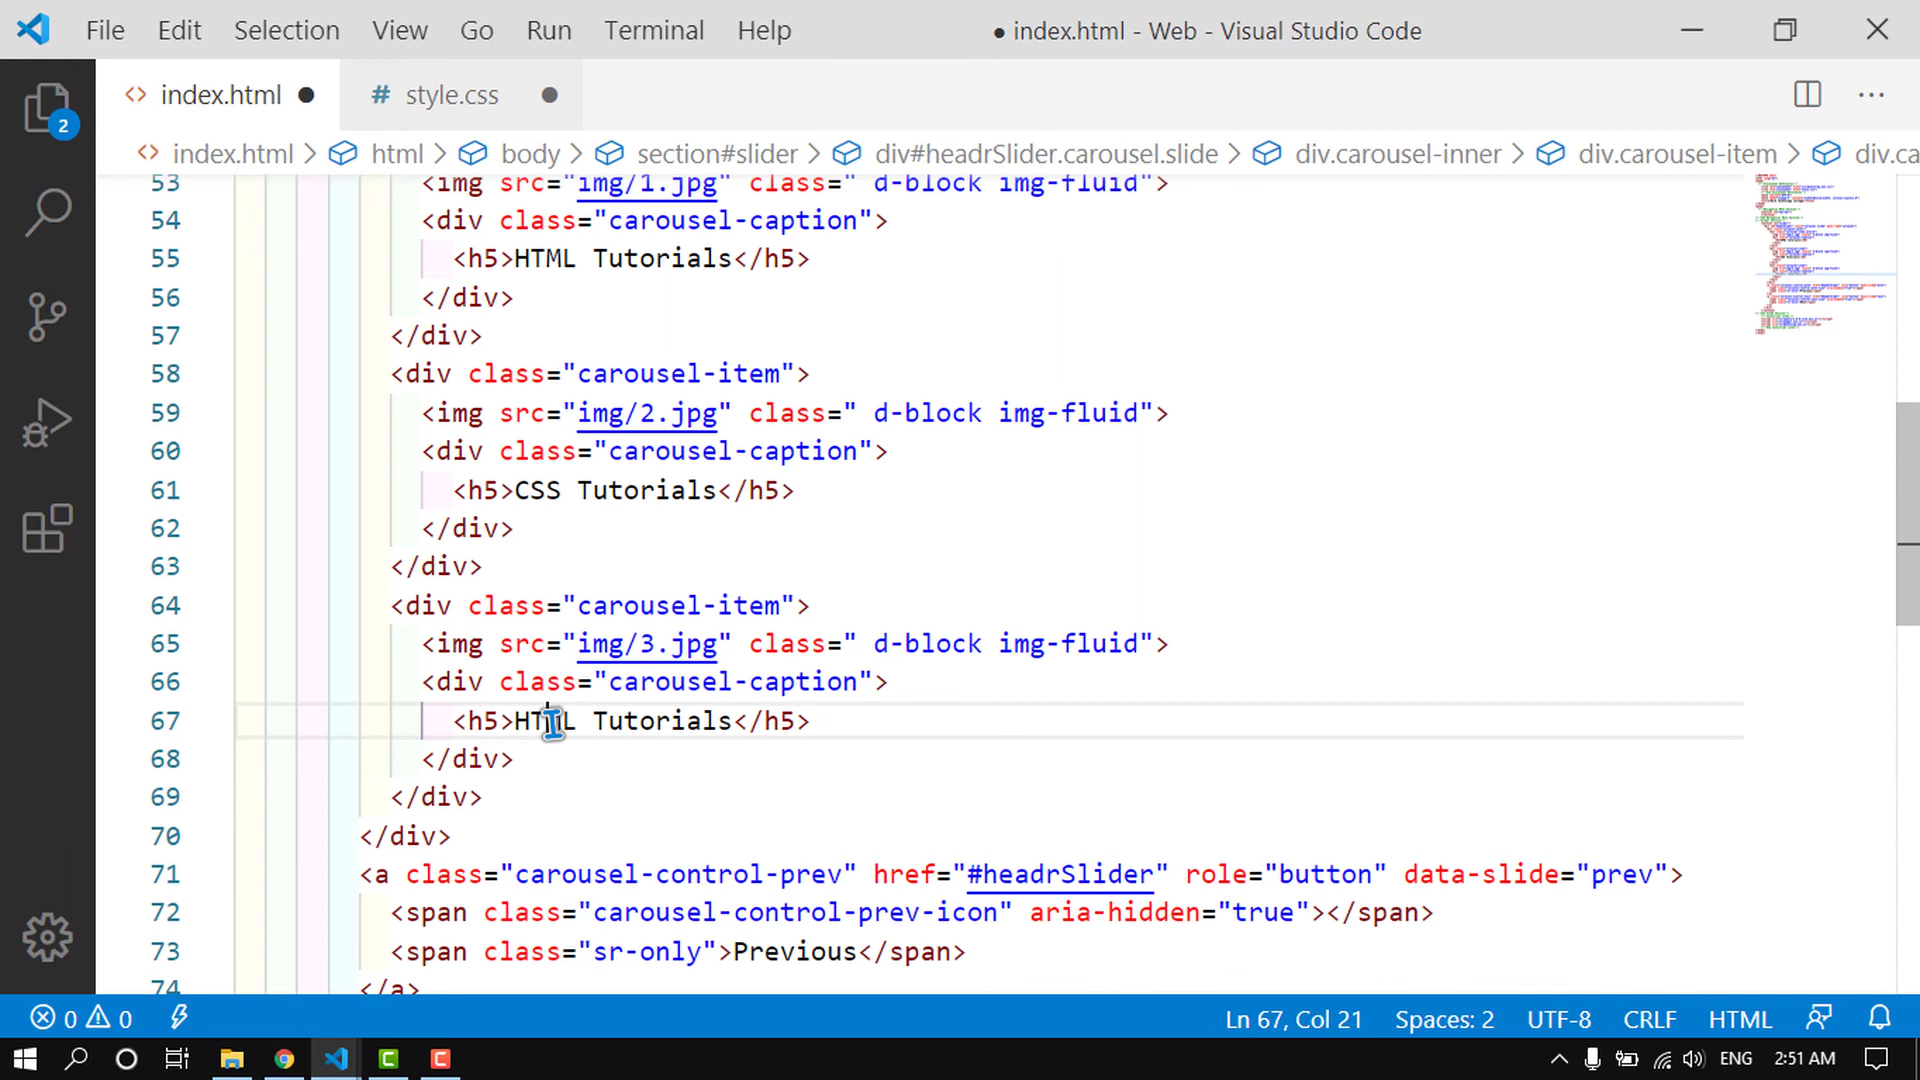 File Edit Selection View Go Run Terminal Help ● index.html - Web - Visual Studio Code
index.html ● # style.css ●
index.html > html > body > section#slider > div#headrSlider.carousel.slide > div.carousel-inner > div.carousel-item > div.ca
2
53 <img src="img/1.jpg" class=" d-block img-fluid">
54 <div class="carousel-caption">
55 <h5>HTML Tutorials</h5>
56 </div>
57 </div>
58 <div class="carousel-item">
59 <img src="img/2.jpg" class=" d-block img-fluid">
60 <div class="carousel-caption">
61 <h5>CSS Tutorials</h5>
62 </div>
63 </div>
64 <div class="carousel-item">
65 <img src="img/3.jpg" class=" d-block img-fluid">
66 <div class="carousel-caption">
67 <h5>HTML Tutorials</h5>
68 </div>
69 </div>
70 </div>
71 <a class="carousel-control-prev" href="#headrSlider" role="button" data-slide="prev">
72 <span class="carousel-control-prev-icon" aria-hidden="true"></span>
73 <span class="sr-only">Previous</span>
74 </a>
0 0 Ln 67, Col 21 Spaces: 2 UTF-8 CRLF HTML
ENG 2:51 AM